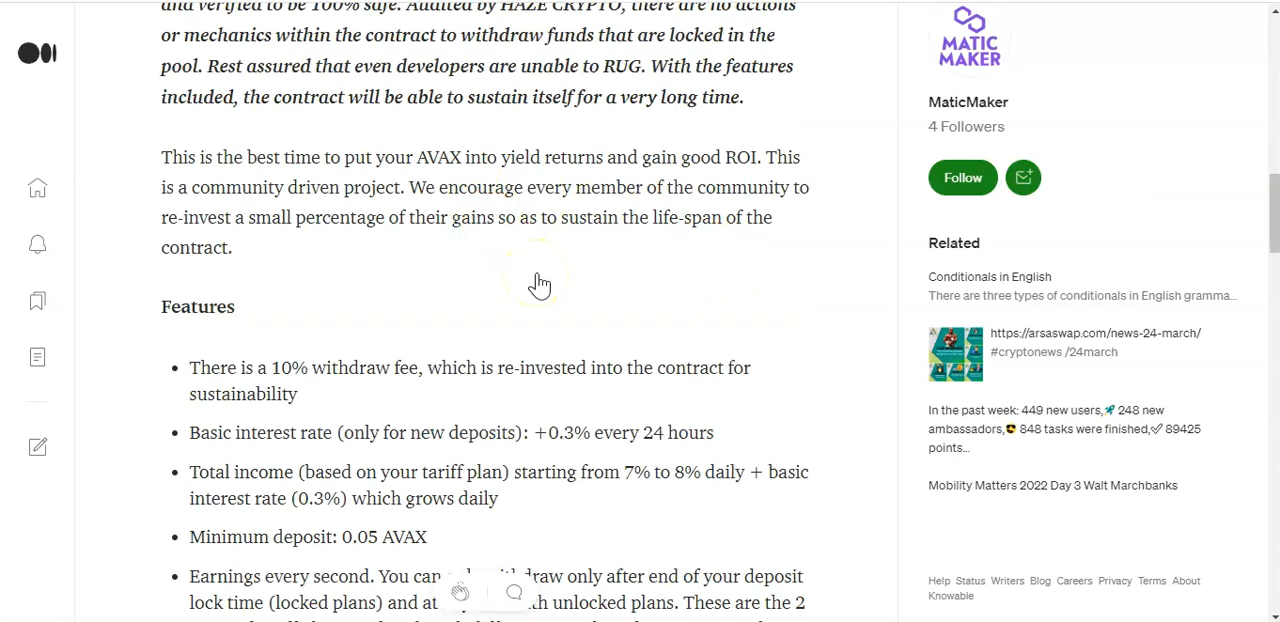 and verified to be 100% safe. Audited by HAZE CRYPTO, there are no actions
or mechanics within the contract to withdraw funds that are locked in the
pool. Rest assered that even developers are unable to RUG. With the features
included, the contract will be able to sustain itself for a very long time.
This is the best time to put your AVAX into yield returns and gain good ROI. This
is a community driven project. We encourage every member of the community to
re-invest a small percentage of their gains so as to sustain the life-span of the
contract.
Features
• There is a 10% withdraw fee, which is re-invested into the contract for
sustainability
• Basic interest rate (only for new deposits): +0.3% every 24 hours
• Total income (based on your tariff plan) starting from 7% to 8% daily + basic
interest rate (0.3%) which grows daily
• Minimum deposit: 0.05 AVAX
• Earnings every second. You can draw only after end of your deposit
lock time (locked plans) and at unlocked plans. These are the 2
MATIC
MAKER
MaticMaker
4 Followers
Follow
Related
Conditionals in English
There are three types of conditionals in English gramma...
https://arsaswap.com/news-24-march/
#cryptonews /24march
In the past week: 449 new users,🚀 248 new
ambassadors, 848 tasks were finished,✅ 89425
points...
Mobility Matters 2022 Day 3 Walt Marchbanks
Help Status Writers Blog Careers Privacy Terms About
Knowable